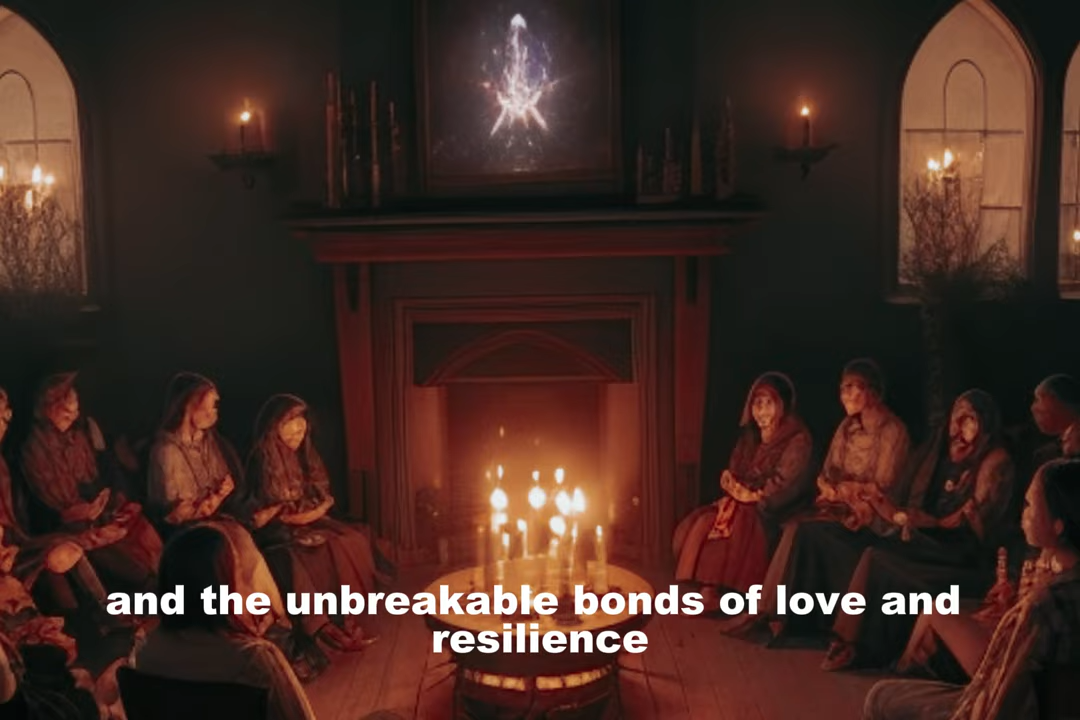 and the unbreakable bonds of love and
resilience